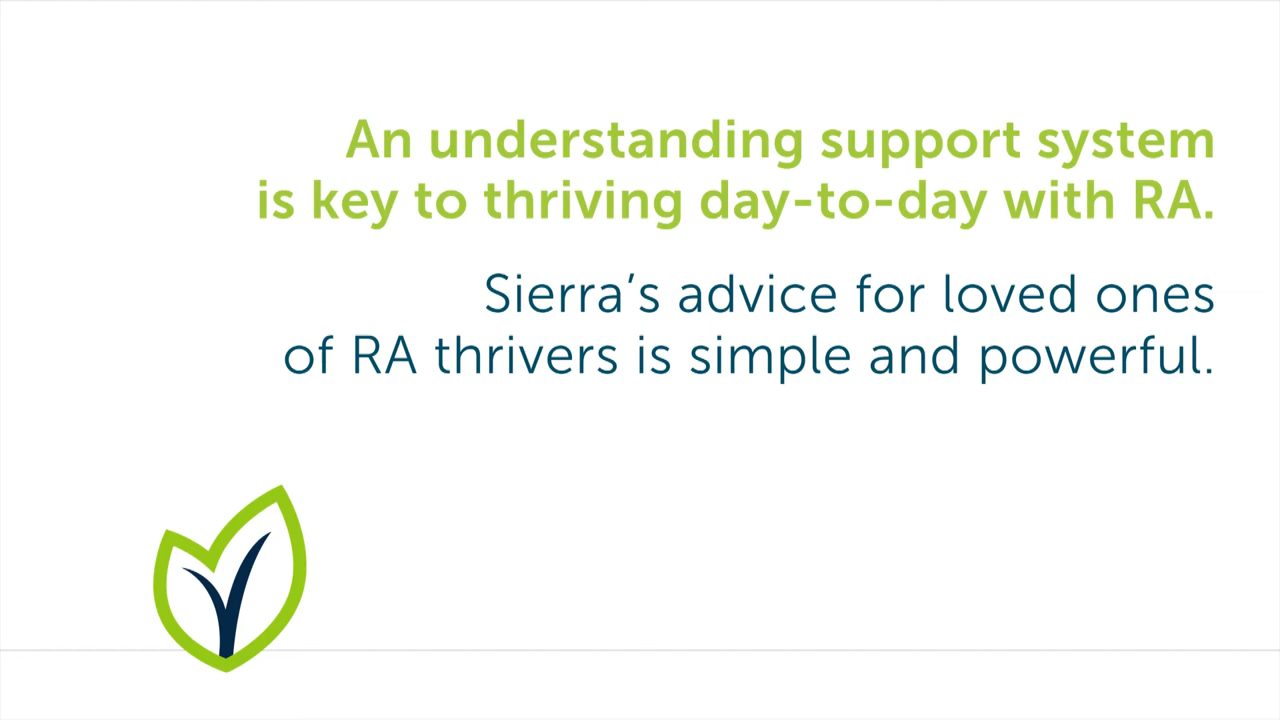 An understanding support system
is key to thriving day-to-day with RA.
Sierra’s advice for loved ones
of RA thrivers is simple and powerful.